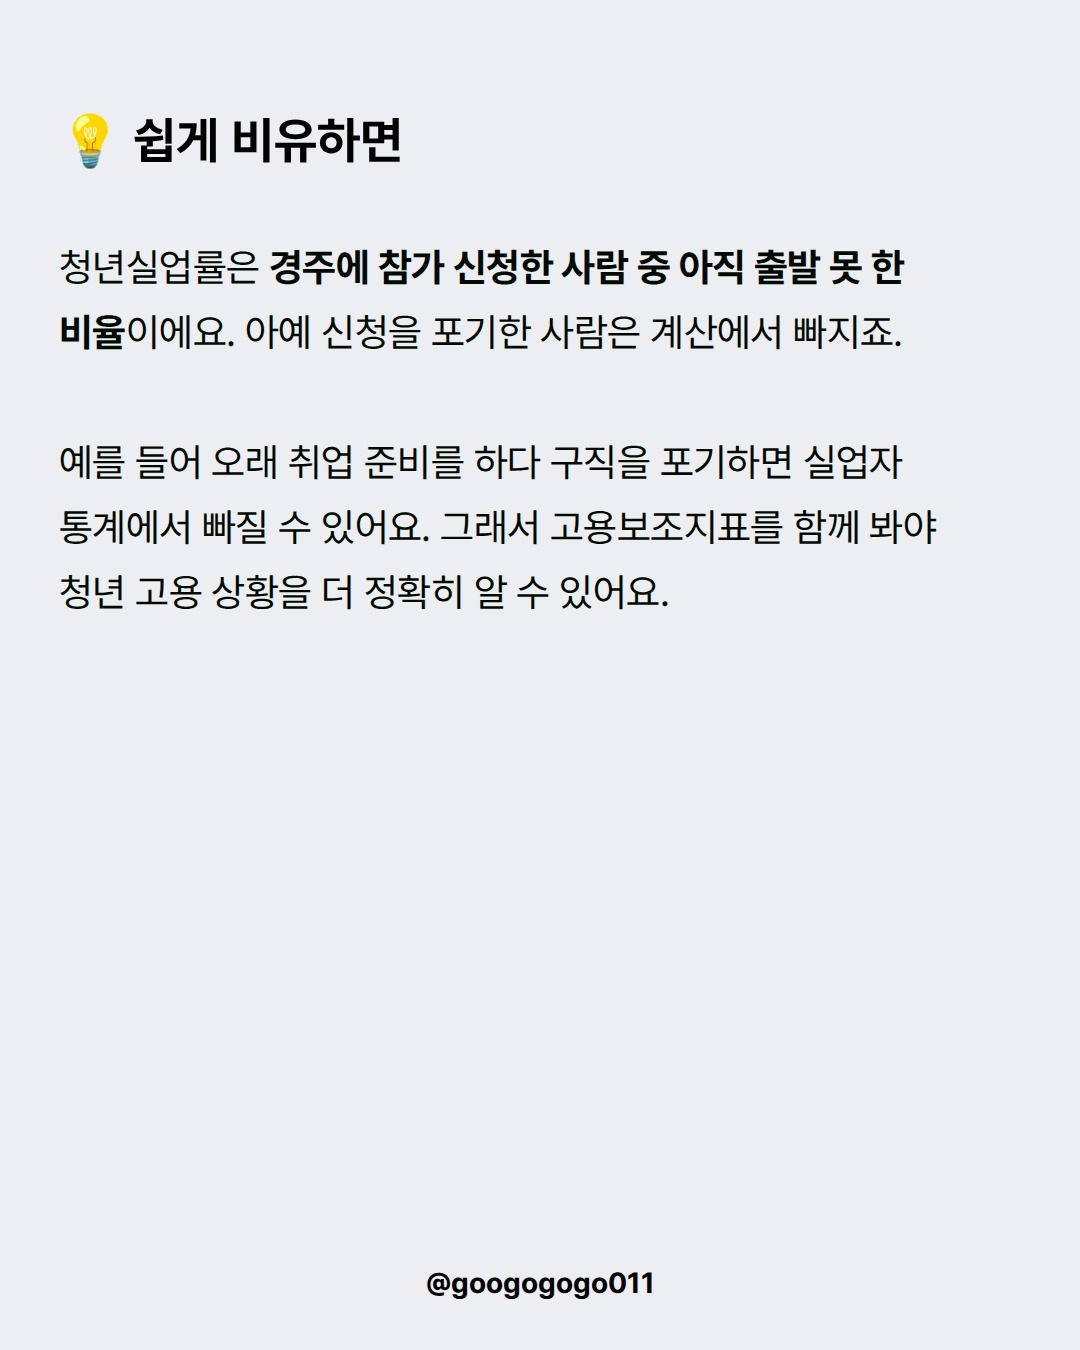 💡 쉽게 비유하면
청년실업률은 경주에 참가 신청한 사람 중 아직 출발 못 한
비율이에요. 아예 신청을 포기한 사람은 계산에서 빠지죠.
예를 들어 오래 취업 준비를 하다 구직을 포기하면 실업자
통계에서 빠질 수 있어요. 그래서 고용보조지표를 함께 봐야
청년 고용 상황을 더 정확히 알 수 있어요.
@googogogo011